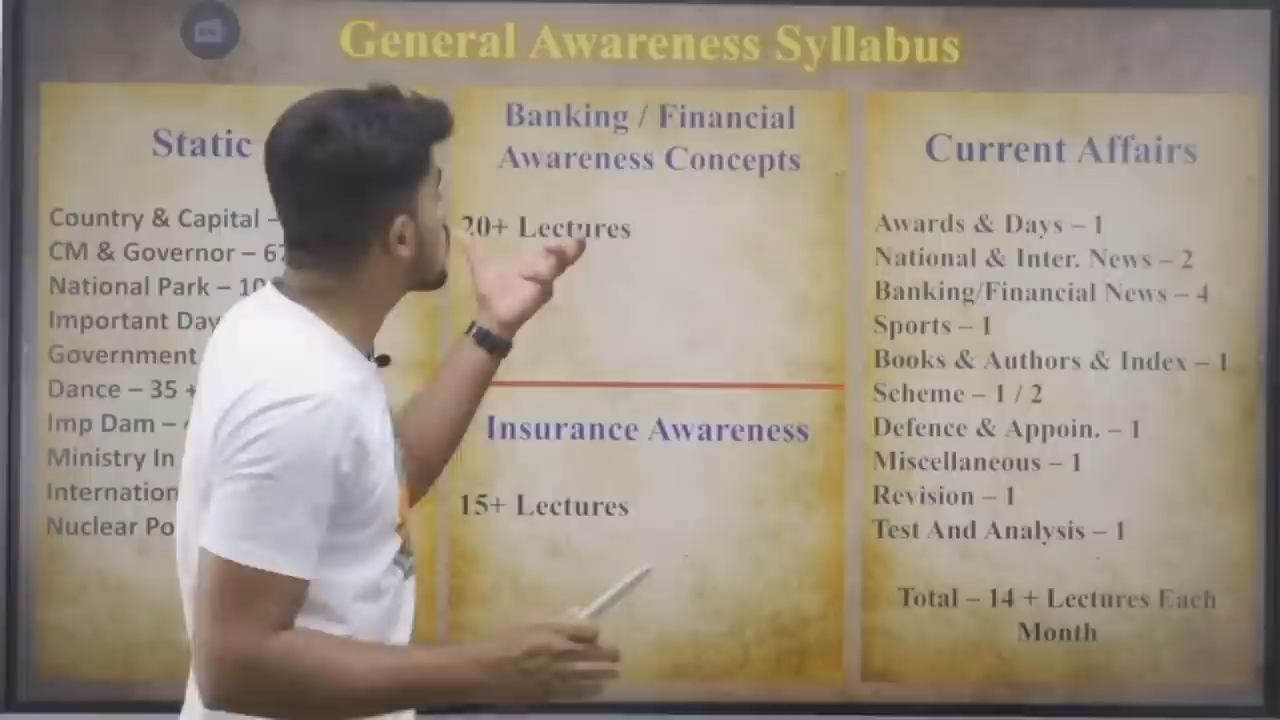 General Awareness Syllabus
Static
Country & Capital –
CM & Governor – 67
National Park – 10
Important Day
Government
Dance – 35 +
Imp Dam –
Ministry In
Internation
Nuclear Po
Banking / Financial
Awareness Concepts
20+ Lectures
Insurance Awareness
15+ Lectures
Current Affairs
Awards & Days – 1
National & Inter. News – 2
Banking/Financial News – 4
Sports – 1
Books & Authors & Index – 1
Scheme – 1 / 2
Defence & Appoin. – 1
Miscellaneous – 1
Revision – 1
Test And Analysis – 1
Total – 14 + Lectures Each
Month